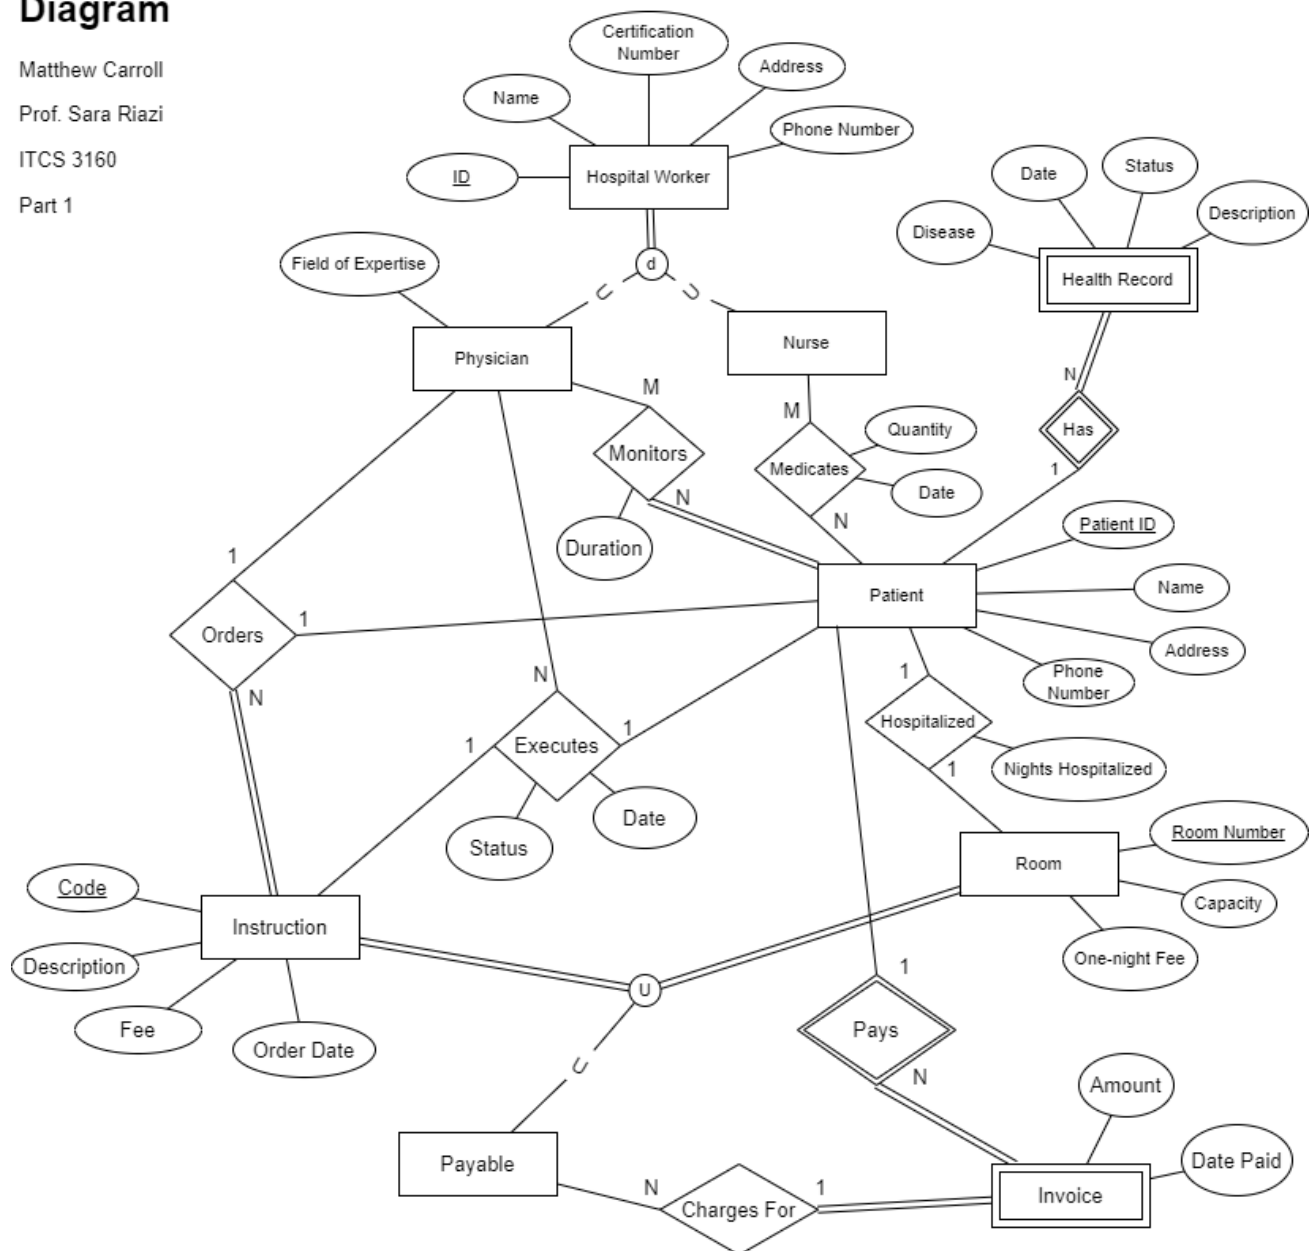 Diagram
Matthew Carroll
Prof. Sara Riazi
ITCS 3160
Part 1
Certification
Number
Address
Name
Phone Number
ID
Hospital Worker
Date
Status
Description
Disease
Health Record
d
Field of Expertise
U
U
Physician
Nurse
M
M
N
Quantity
Has
Monitors
Medicates
1
N
Date
N
Patient ID
Duration
1
Patient
Name
Orders
1
Address
N
N
1
Phone
Number
1
Hospitalized
1
Executes
1
Nights Hospitalized
Date
Status
Room Number
Room
Code
Capacity
Instruction
One-night Fee
Description
1
U
Fee
Pays
Order Date
U
N
Amount
Payable
Date Paid
N
1
Charges For
Invoice